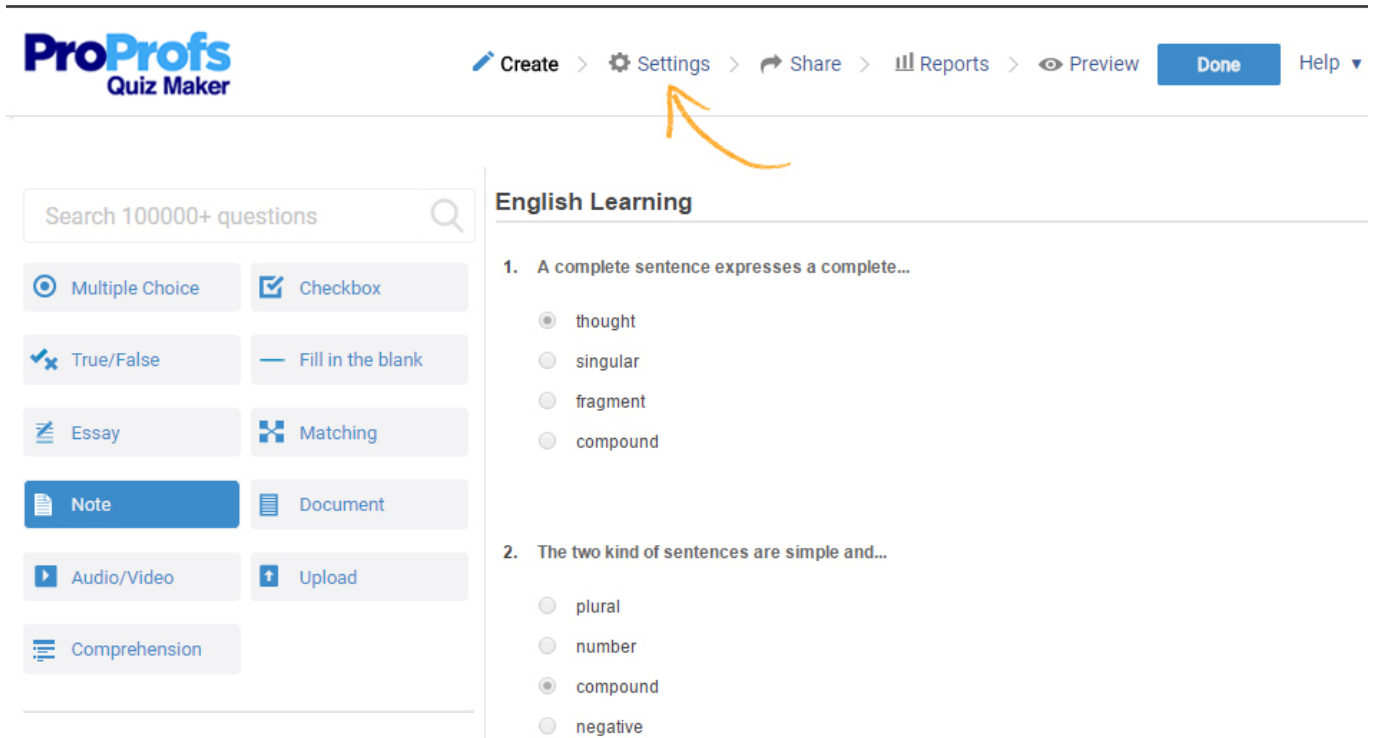 ProProfs
Quiz Maker
Create > Settings > Share > Reports > Preview Done Help
Search 100000+ questions
Multiple Choice Checkbox
True/False Fill in the blank
Essay Matching
Note Document
Audio/Video Upload
Comprehension
English Learning
1. A complete sentence expresses a complete...
thought
singular
fragment
compound
2. The two kind of sentences are simple and...
plural
number
compound
negative